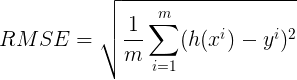 RMSE = \sqrt{\frac{1}{m} \sum_{i=1}^{m} (h(x^i) - y^i)^2}